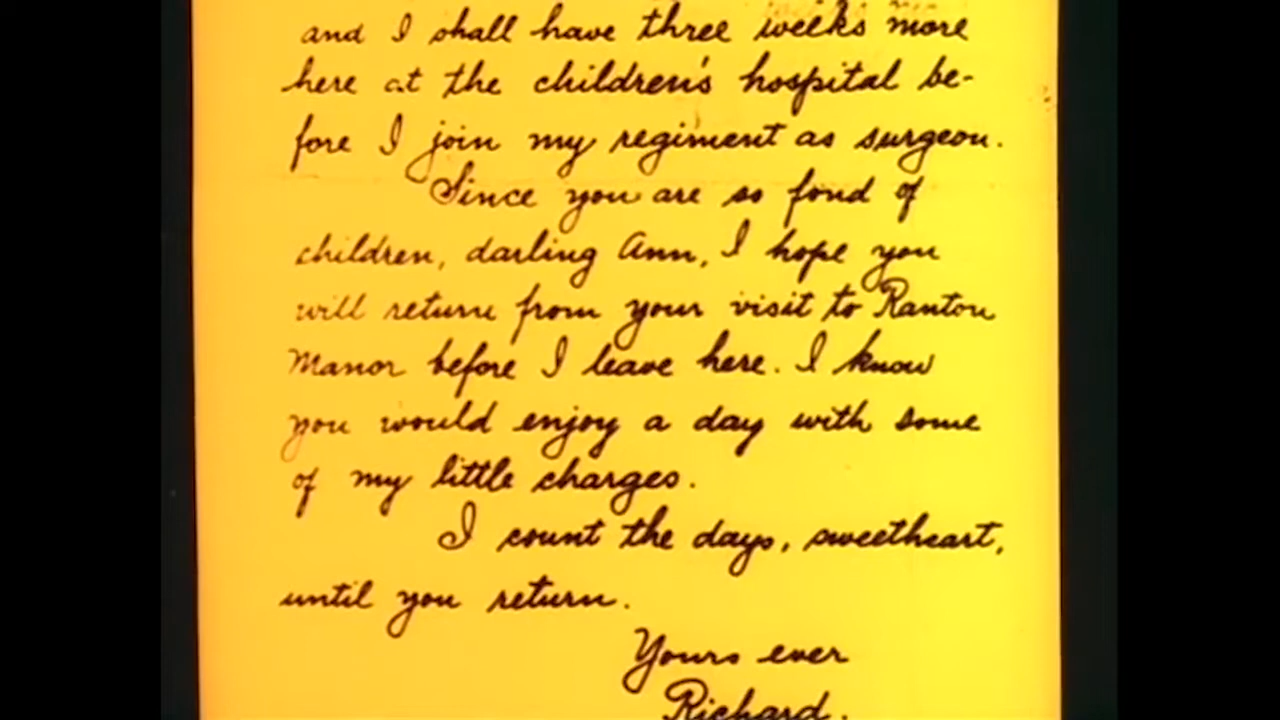 and I shall have three weeks more
here at the children's hospital be-
fore I join my regiment as surgeon.
Since you are so fond of
children, darling Ann, I hope you
will return from your visit to Ranton
Manor before I leave here. I know
you would enjoy a day with some
of my little charges.
I count the days, sweetheart,
until you return.
Yours ever
Richard.